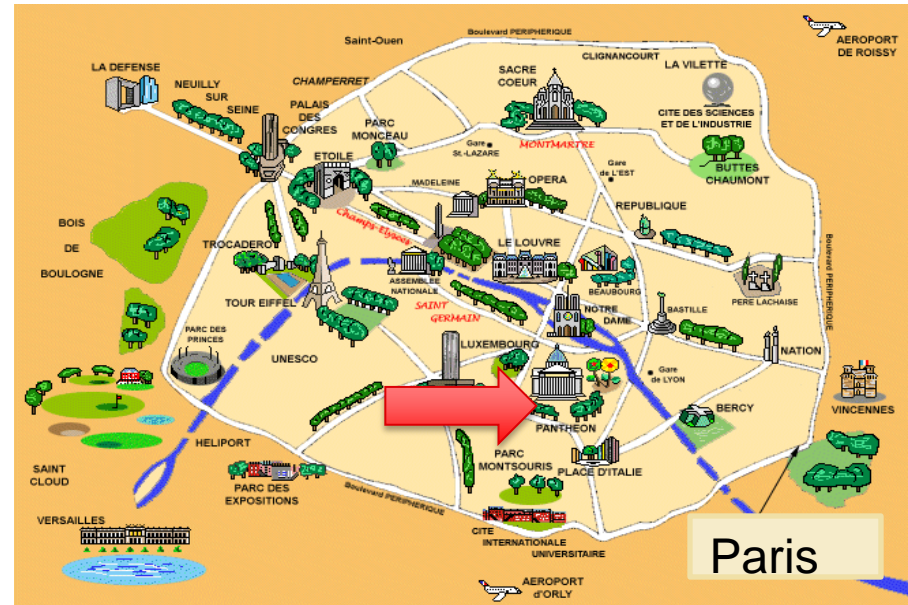 Boulevard PERIPHERIQUE
AEROPORT
DE ROISSY
Saint-Ouen
CLIGNANCOURT
LA DEFENSE
LA VILETTE
SACRE
COEUR
CHAMPERRET
NEUILLY
SUR
SEINE
PALAIS
DES
CONGRES
CITE DES SCIENCES
ET DE L'INDUSTRIE
PARC
MONCEAU
Gare
St.-LAZARE
MONTMARTRE
ETOILE
Gare
de L'EST
BUTTES
CHAUMONT
MADELEINE
OPERA
REPUBLIQUE
BOIS
DE
BOULOGNE
Champs-Elysées
TROCADERO
LE LOUVRE
Boulevard PERIPHERIQUE
ASSEMBLEE
NATIONALE
BEAUBOURG
TOUR EIFFEL
SAINT
GERMAIN
NOTRE
DAME
BASTILLE
PERE LACHAISE
PARC DES
PRINCES
UNESCO
LUXEMBOURG
NATION
Gare
de LYON
VINCENNES
BERCY
PANTHEON
HELIPORT
PARC
MONTSOURIS
PLACE D'ITALIE
SAINT
CLOUD
PARC DES
EXPOSITIONS
Boulevard PERIPHERIQUE
VERSAILLES
CITE
INTERNATIONALE
UNIVERSITAIRE
Paris
AEROPORT
d'ORLY